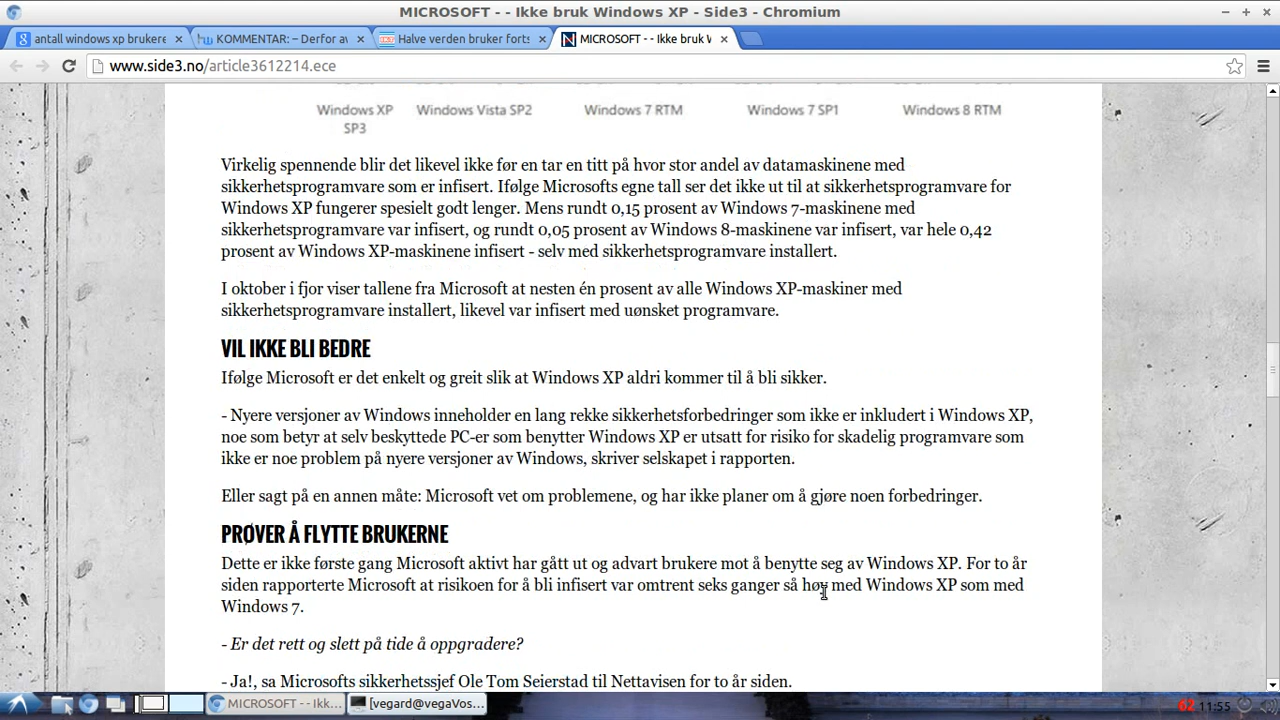 MICROSOFT - - Ikke bruk Windows XP - Side3 - Chromium
antall windows xp brukere
KOMMENTAR: – Derfor av
Halve verden bruker forts
MICROSOFT - - Ikke bruk W
www.side3.no/article3612214.ece
Windows XP SP3
Windows Vista SP2
Windows 7 RTM
Windows 7 SP1
Windows 8 RTM
Virkelig spennende blir det likevel ikke før en tar en titt på hvor stor andel av datamaskinene med
sikkerhetsprogramvare som er infisert. Ifølge Microsofts egne tall ser det ikke ut til at sikkerhetsprogramvare for
Windows XP fungerer spesielt godt lenger. Mens rundt 0,15 prosent av Windows 7-maskinene med
sikkerhetsprogramvare var infisert, og rundt 0,05 prosent av Windows 8-maskinene var infisert, var hele 0,42
prosent av Windows XP-maskinene infisert - selv med sikkerhetsprogramvare installert.
I oktober i fjor viser tallene fra Microsoft at nesten én prosent av alle Windows XP-maskiner med
sikkerhetsprogramvare installert, likevel var infisert med uønsket programvare.
VIL IKKE BLI BEDRE
Ifølge Microsoft er det enkelt og greit slik at Windows XP aldri kommer til å bli sikker.
- Nyere versjoner av Windows inneholder en lang rekke sikkerhetsforbedringer som ikke er inkludert i Windows XP,
noe som betyr at selv beskyttede PC-er som benytter Windows XP er utsatt for risiko for skadelig programvare som
ikke er noe problem på nyere versjoner av Windows, skriver selskapet i rapporten.
Eller sagt på en annen måte: Microsoft vet om problemene, og har ikke planer om å gjøre noen forbedringer.
PRØVER Å FLYTTE BRUKERNE
Dette er ikke første gang Microsoft aktivt har gått ut og advart brukere mot å benytte seg av Windows XP. For to år
siden rapporterte Microsoft at risikoen for å bli infisert var omtrent seks ganger så høy med Windows XP som med
Windows 7.
- Er det rett og slett på tide å oppgradere?
- Ja!, sa Microsofts sikkerhetssjef Ole Tom Seierstad til Nettavisen for to år siden.
MICROSOFT - - Ikk...
[vegard@vegaVos...
62 11:55